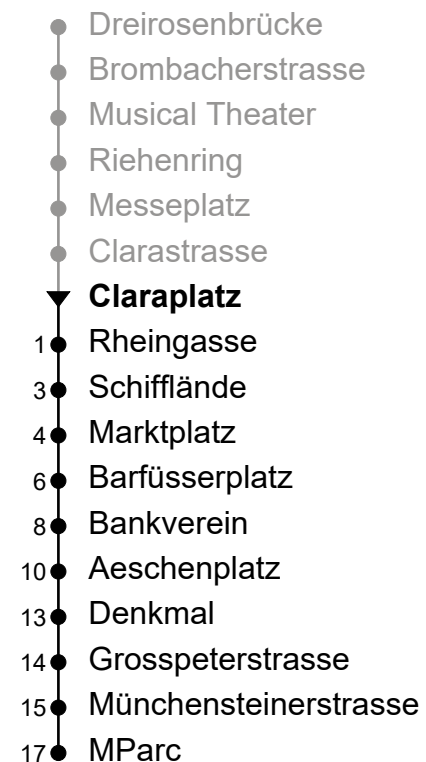 Dreirosenbrücke
Brombacherstrasse
Musical Theater
Riehenring
Messeplatz
Clarastrasse
Claraplatz
1 Rheingasse
3 Schifflände
4 Marktplatz
6 Barfüsserplatz
8 Bankverein
10 Aeschenplatz
13 Denkmal
14 Grosspeterstrasse
15 Münchensteinerstrasse
17 MParc